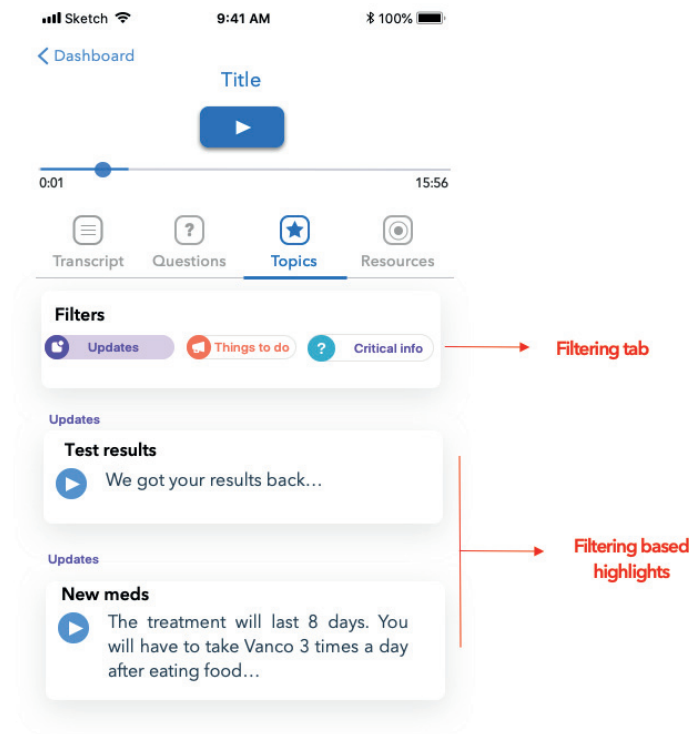 Sketch 9:41 AM 100%
Dashboard
Title
0:01 15:56
Transcript Questions Topics Resources
Filters
Updates Things to do ? Critical info
Filtering tab
Updates
Test results
We got your results back...
Filtering based
highlights
Updates
New meds
The treatment will last 8 days. You
will have to take Vanco 3 times a day
after eating food...